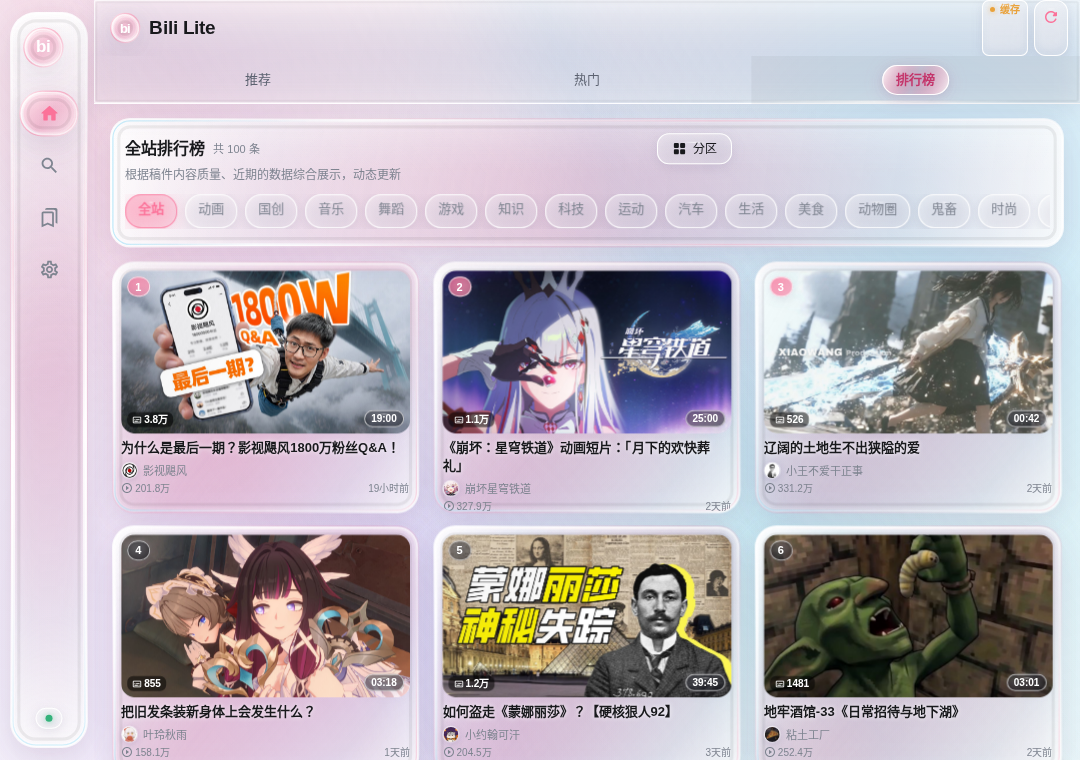 bi
bi Bili Lite
缓存
推荐 热门 排行榜
全站排行榜 共 100 条
分区
根据稿件内容质量、近期的数据综合展示，动态更新
全站 动画 国创 音乐 舞蹈 游戏 知识 科技 运动 汽车 生活 美食 动物圈 鬼畜 时尚
1
1800W
Q&A
影视飓风
最后一期?
3.8万 19:00
为什么是最后一期？影视飓风1800万粉丝Q&A！
影视飓风
201.8万 19小时前
2
崩坏
星穹铁道
1.1万 25:00
《崩坏：星穹铁道》动画短片：「月下的欢快葬
礼」
崩坏星穹铁道
327.9万 2天前
3
XIAOWANG Production
526 00:42
辽阔的土地生不出狭隘的爱
小王不爱干正事
331.2万 2天前
4
855 03:18
把旧发条装新身体上会发生什么？
叶玲秋雨
158.1万 1天前
5
蒙娜丽莎
神秘失踪
1.2万 39:45
如何盗走《蒙娜丽莎》？【硬核狠人92】
小约翰可汗
204.5万 3天前
6
1481 03:01
地牢酒馆-33《日常招待与地下湖》
粘土工厂
252.4万 2天前